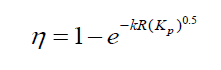 η = 1 − e^{−kR(K_p)^{0.5}}